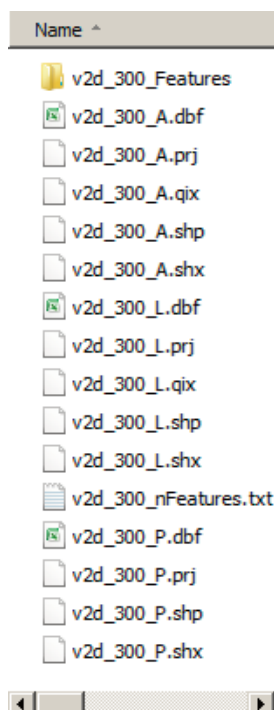 Name
v2d_300_Features
v2d_300_A.dbf
v2d_300_A.prj
v2d_300_A.qix
v2d_300_A.shp
v2d_300_A.shx
v2d_300_L.dbf
v2d_300_L.prj
v2d_300_L.qix
v2d_300_L.shp
v2d_300_L.shx
v2d_300_nFeatures.txt
v2d_300_P.dbf
v2d_300_P.prj
v2d_300_P.shp
v2d_300_P.shx